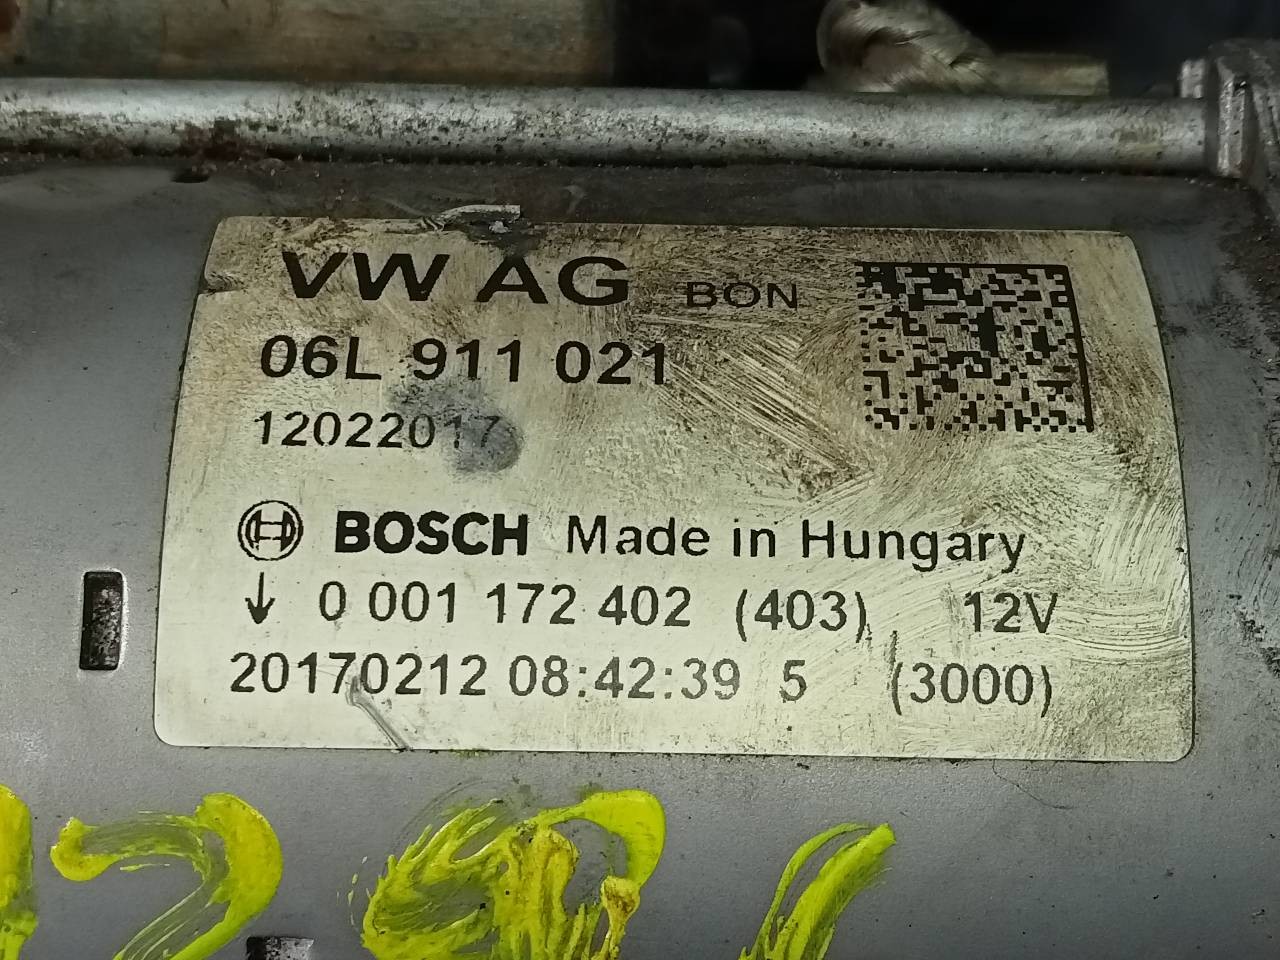 VW AG BON
06L 911 021
12022017
BOSCH Made in Hungary
↓ 0 001 172 402 (403) 12V
20170212 08:42:39 5 (3000)